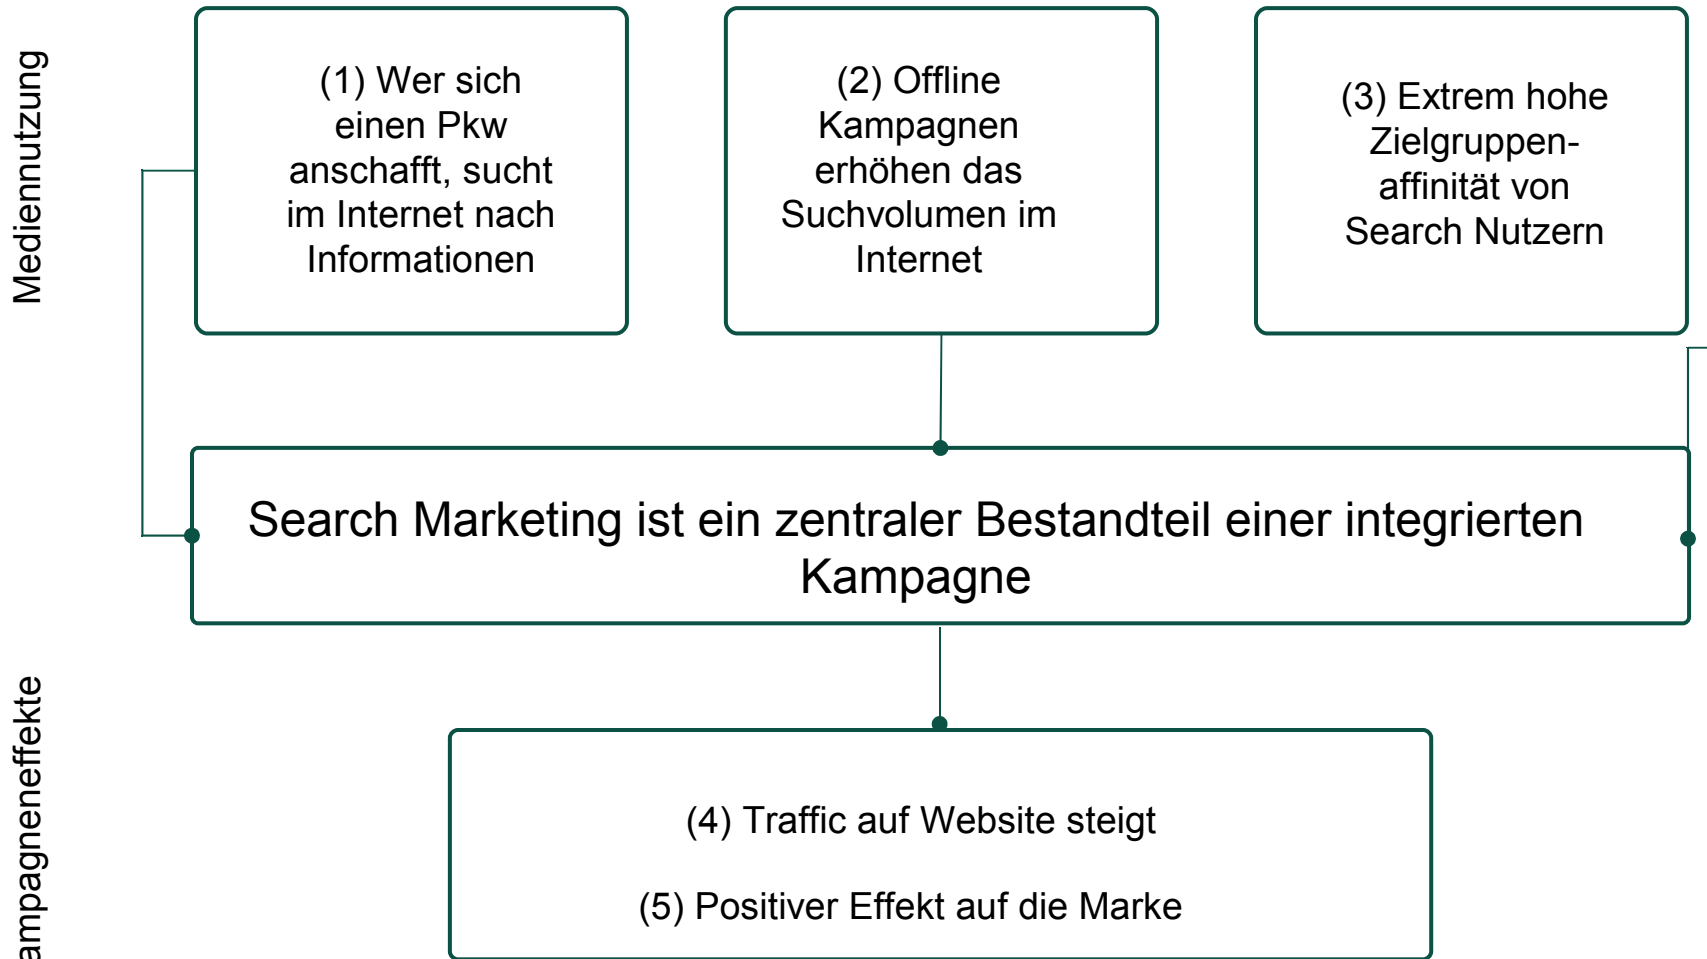 Mediennutzung
(1) Wer sich
einen Pkw
anschafft, sucht
im Internet nach
Informationen
(2) Offline
Kampagnen
erhöhen das
Suchvolumen im
Internet
(3) Extrem hohe
Zielgruppen-
affinität von
Search Nutzern
Search Marketing ist ein zentraler Bestandteil einer integrierten
Kampagne
ampagneneffekte
(4) Traffic auf Website steigt
(5) Positiver Effekt auf die Marke